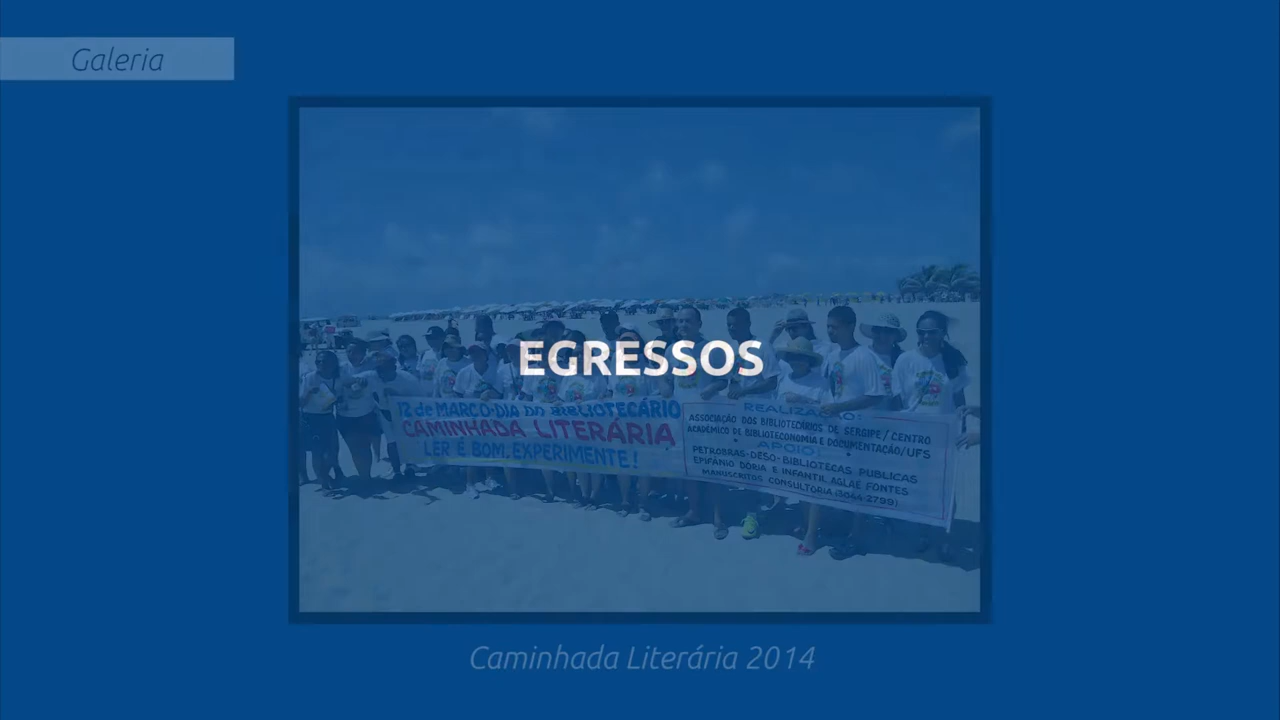 Galeria
EGRESSOS
12 de MARÇO-DIA DO BIBLIOTECÁRIO
CAMINHADA LITERÁRIA
LER É BOM, EXPERIMENTE!
REALIZAÇÃO:
ASSOCIAÇÃO DOS BIBLIOTECÁRIOS DE SERGIPE/CENTRO
ACADÊMICO DE BIBLIOTECONOMIA E DOCUMENTAÇÃO/UFS
APOIO:
PETROBRAS-DESO-BIBLIOTECAS PÚBLICAS
EPIFÂNIO DÓRIA E INFANTIL AGLAE FONTES
MANUSCRITOS CONSULTORIA (3044-2799)
Caminhada Literária 2014